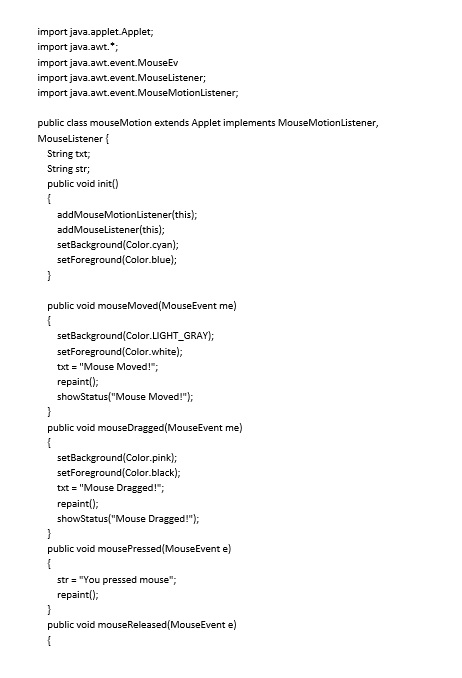 import java.applet.Applet;
import java.awt.*;
import java.awt.event.MouseEv
import java.awt.event.MouseListener;
import java.awt.event.MouseMotionListener;
public class mouseMotion extends Applet implements MouseMotionListener,
MouseListener {
String txt;
String str;
public void init()
{
addMouseMotionListener(this);
addMouseListener(this);
setBackground(Color.cyan);
setForeground(Color.blue);
}
public void mouseMoved(MouseEvent me)
{
setBackground(Color.LIGHT_GRAY);
setForeground(Color.white);
txt = "Mouse Moved!";
repaint();
showStatus("Mouse Moved!");
}
public void mouseDragged(MouseEvent me)
{
setBackground(Color.pink);
setForeground(Color.black);
txt = "Mouse Dragged!";
repaint();
showStatus("Mouse Dragged!");
}
public void mousePressed(MouseEvent e)
{
str = "You pressed mouse";
repaint();
}
public void mouseReleased(MouseEvent e)
{